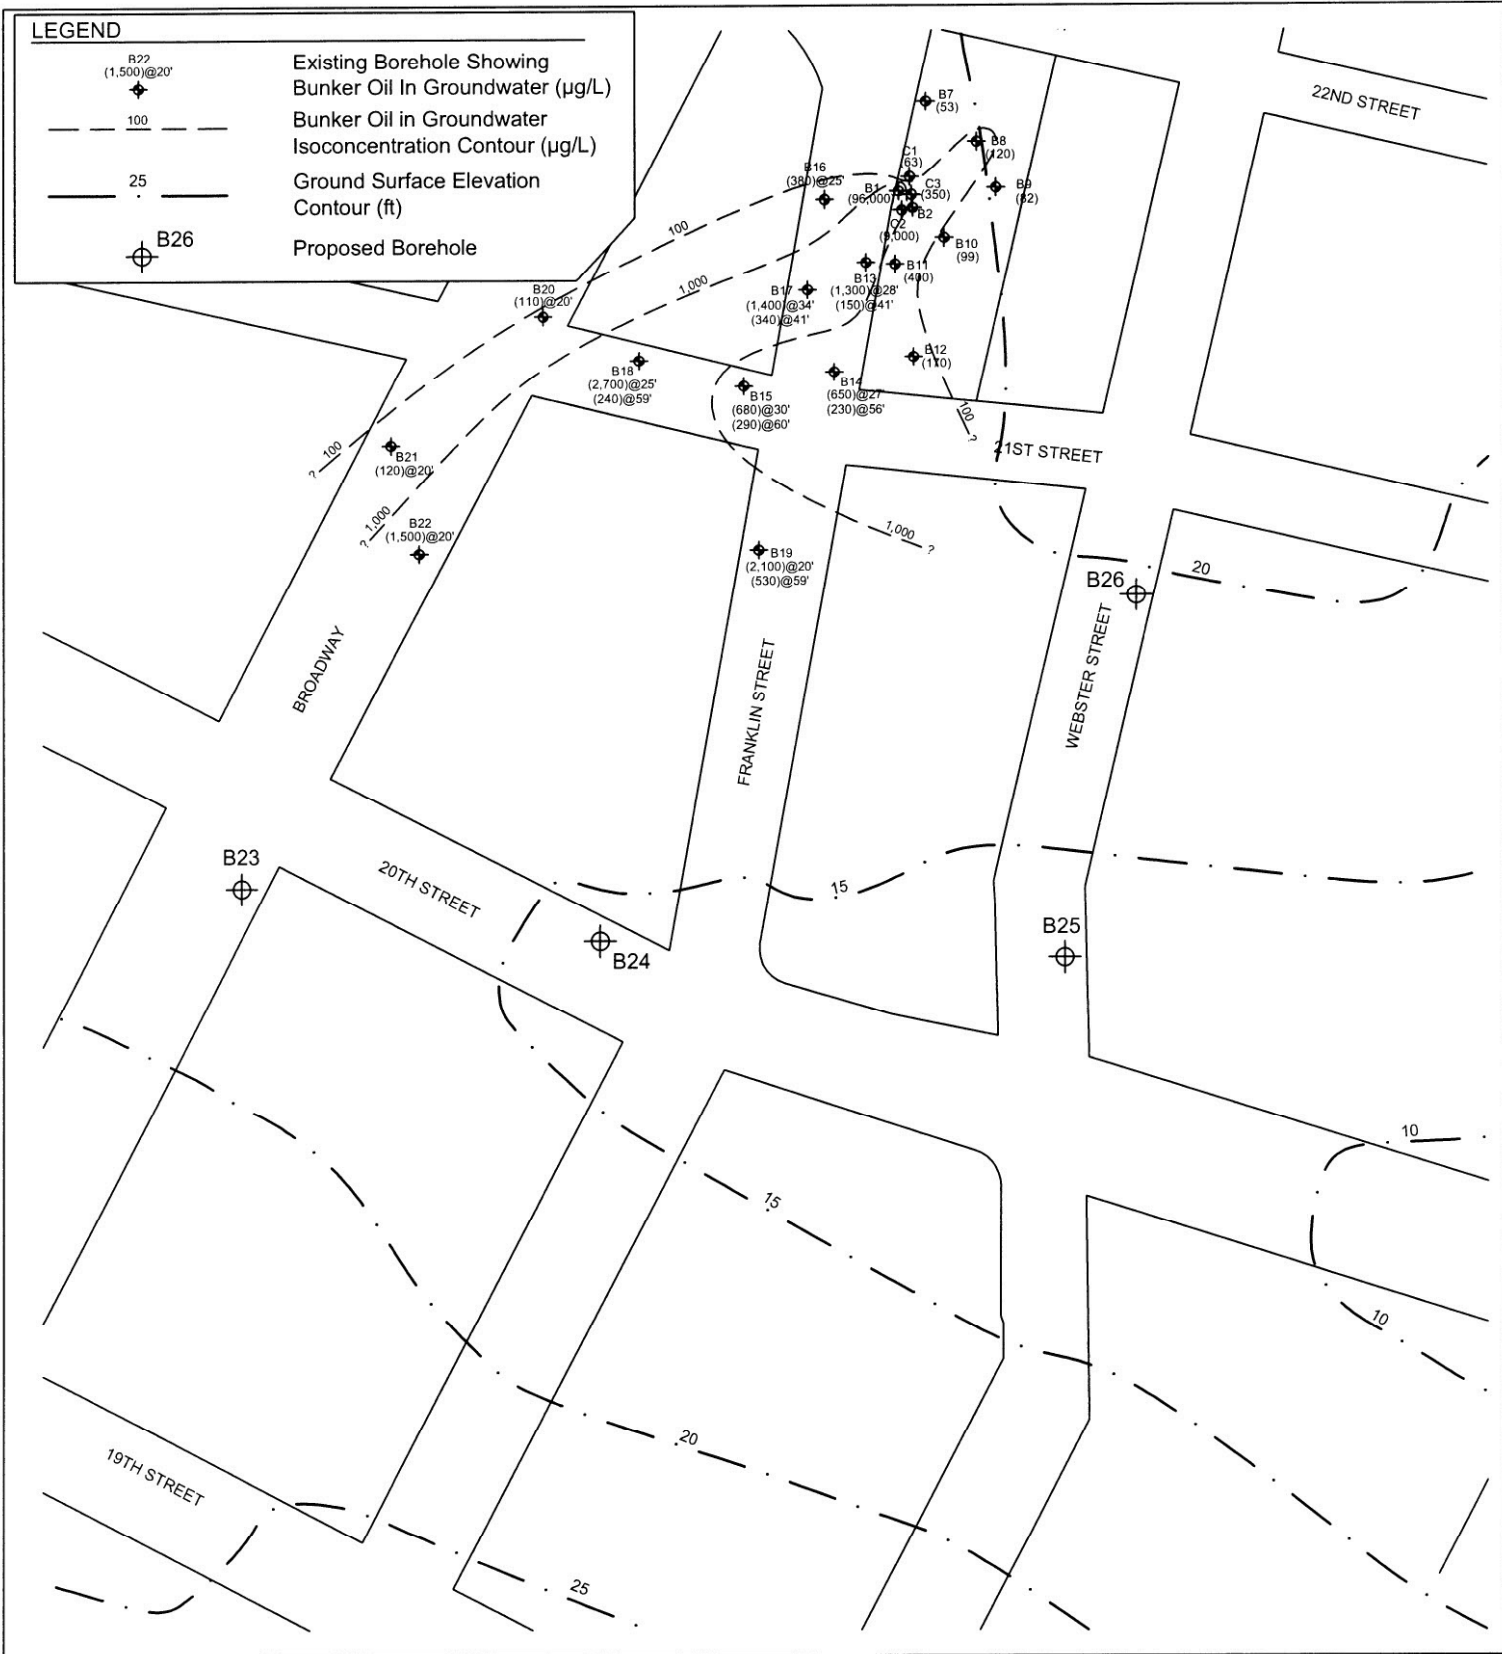 LEGEND
B22
(1,500)@20'
Existing Borehole Showing
Bunker Oil In Groundwater (µg/L)
100
Bunker Oil in Groundwater
Isoconcentration Contour (µg/L)
25
Ground Surface Elevation
Contour (ft)
B26
Proposed Borehole
22ND STREET
B7
(53)
B8
(120)
C1
(63)
B16
(380)@25'
B1
(96,000)
C3
(350)
B9
(82)
B2
C2
(9,000)
B10
(99)
100
B11
(400)
B13
(1,300)@28'
(150)@41'
1,000
B17
(1,400)@34'
(340)@41'
B20
(110)@20'
B12
(170)
B18
(2,700)@25'
(240)@59'
B14
(650)@27'
(230)@56'
B15
(680)@30'
(290)@60'
100
?
21ST STREET
100
?
B21
(120)@20'
1,000
?
B22
(1,500)@20'
1,000
?
B19
(2,100)@20'
(530)@59'
20
B26
BROADWAY
FRANKLIN STREET
WEBSTER STREET
B23
20TH STREET
15
B24
B25
10
15
10
20
19TH STREET
25